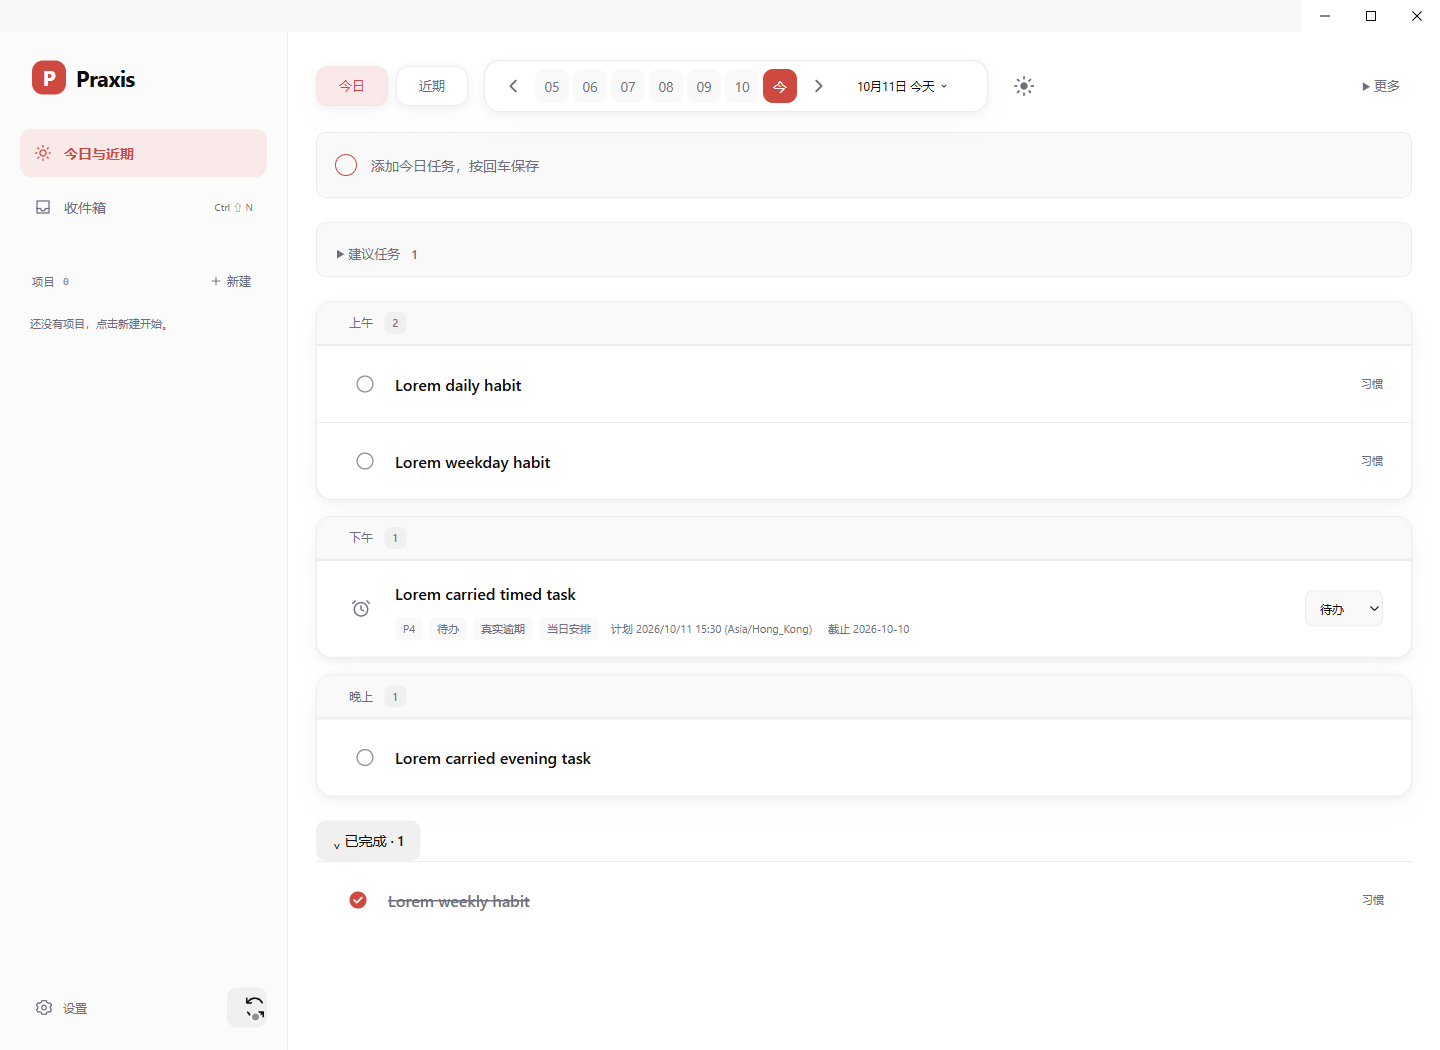 P Praxis
今日与近期
收件箱 Ctrl ⇧ N
项目 0 + 新建
还没有项目，点击新建开始。
设置
今日 近期 05 06 07 08 09 10 今 10月11日 今天 更多
添加今日任务，按回车保存
建议任务 1
上午 2
Lorem daily habit 习惯
Lorem weekday habit 习惯
下午 1
Lorem carried timed task
P4 待办 真实逾期 当日安排 计划 2026/10/11 15:30 (Asia/Hong_Kong) 截止 2026-10-10
待办
晚上 1
Lorem carried evening task
v 已完成 · 1
Lorem weekly habit 习惯